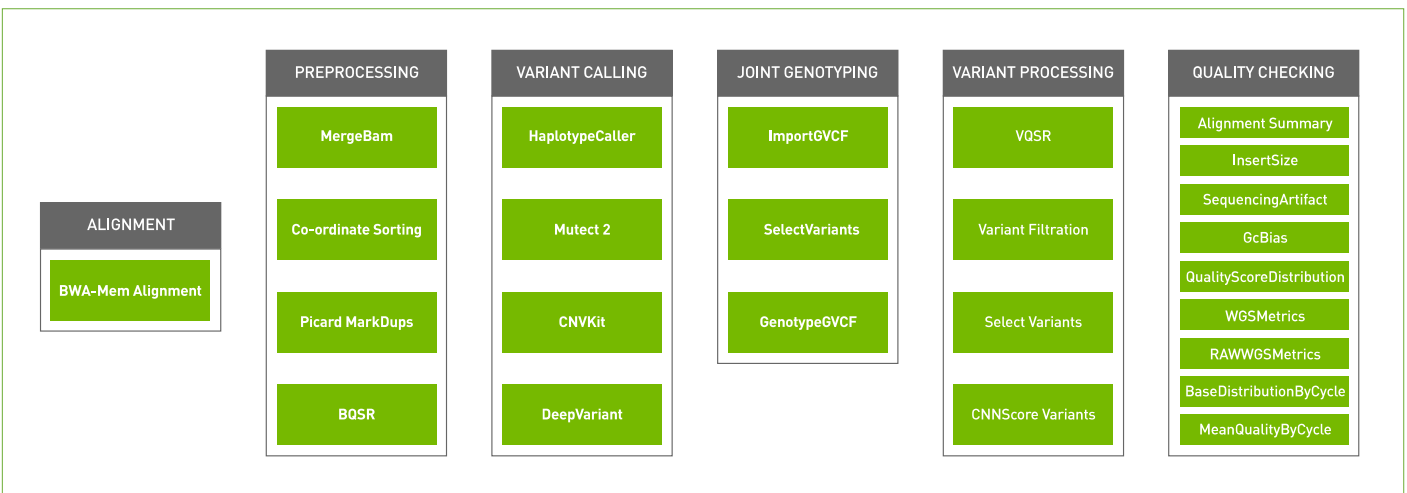 ALIGNMENT
BWA-Mem Alignment
PREPROCESSING
MergeBam
Co-ordinate Sorting
Picard MarkDups
BQSR
VARIANT CALLING
HaplotypeCaller
Mutect 2
CNVKit
DeepVariant
JOINT GENOTYPING
ImportGVCF
SelectVariants
GenotypeGVCF
VARIANT PROCESSING
VQSR
Variant Filtration
Select Variants
CNNScore Variants
QUALITY CHECKING
Alignment Summary
InsertSize
SequencingArtifact
GcBias
QualityScoreDistribution
WGSMetrics
RAWWGSMetrics
BaseDistributionByCycle
MeanQualityByCycle